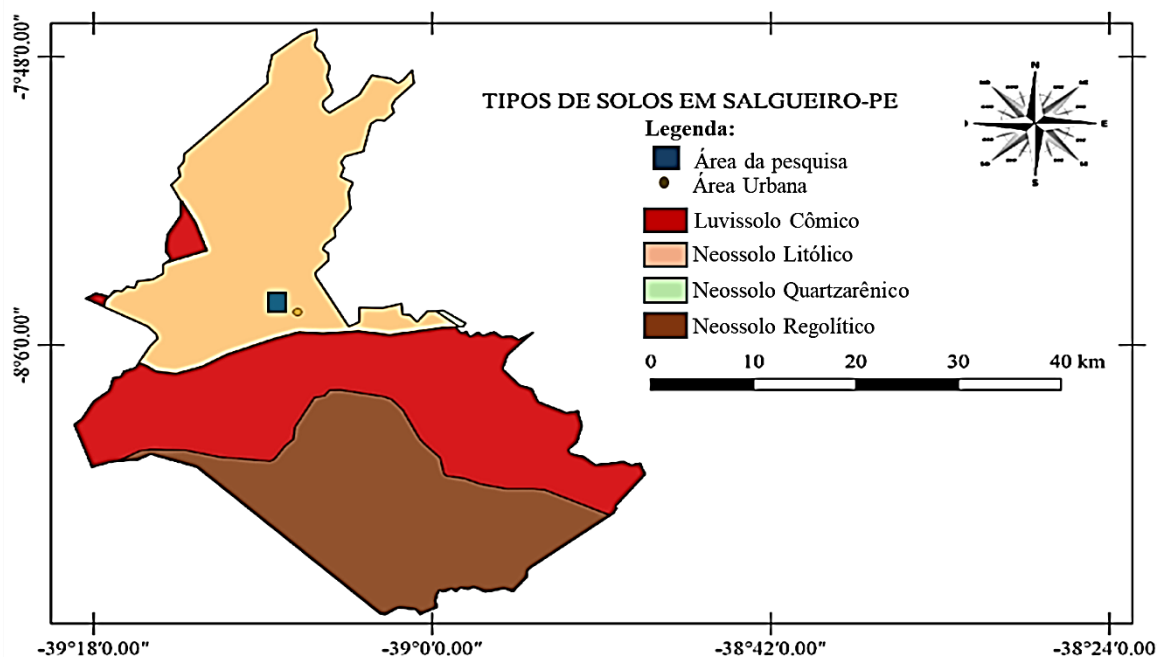 -7°48'0.00"
-8°6'0.00"
TIPOS DE SOLOS EM SALGUEIRO-PE
Legenda:
Área da pesquisa
Área Urbana
Luvissolo Cômico
Neossolo Litólico
Neossolo Quartzarênico
Neossolo Regolítico
0 10 20 30 40 km
N
E
S
-39°18'0.00" -39°0'0.00" -38°42'0.00" -38°24'0.00"